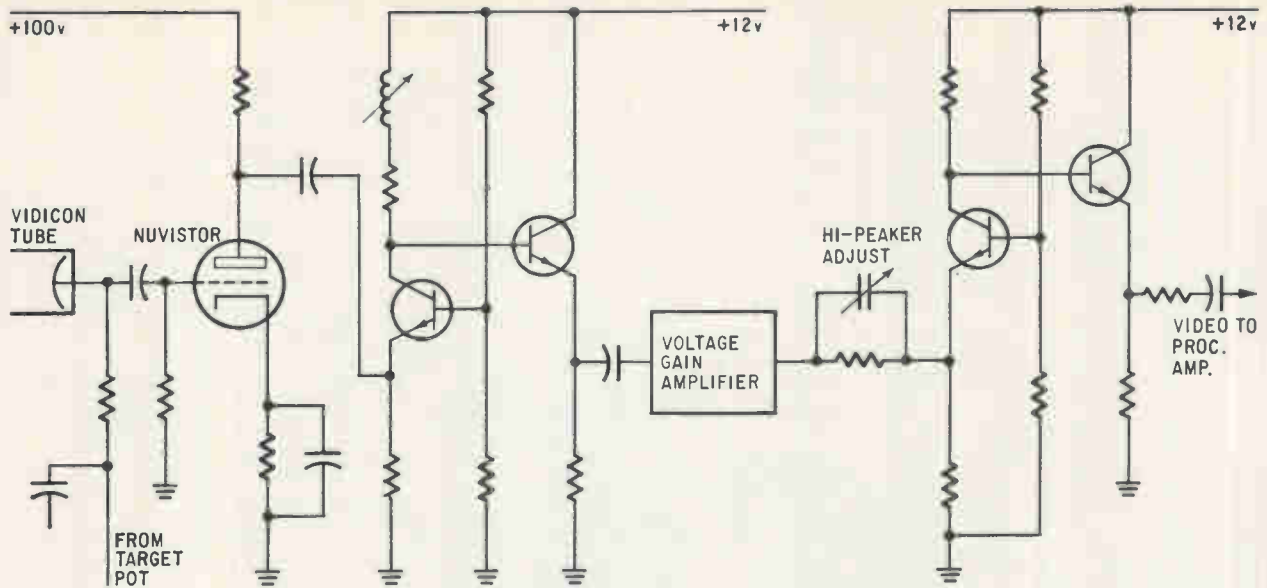 +100v
+12v
+12v
VIDICON
TUBE
NUVISTOR
HI-PEAKER
ADJUST
VOLTAGE
GAIN
AMPLIFIER
VIDEO TO
PROC.
AMP.
FROM
TARGET
POT